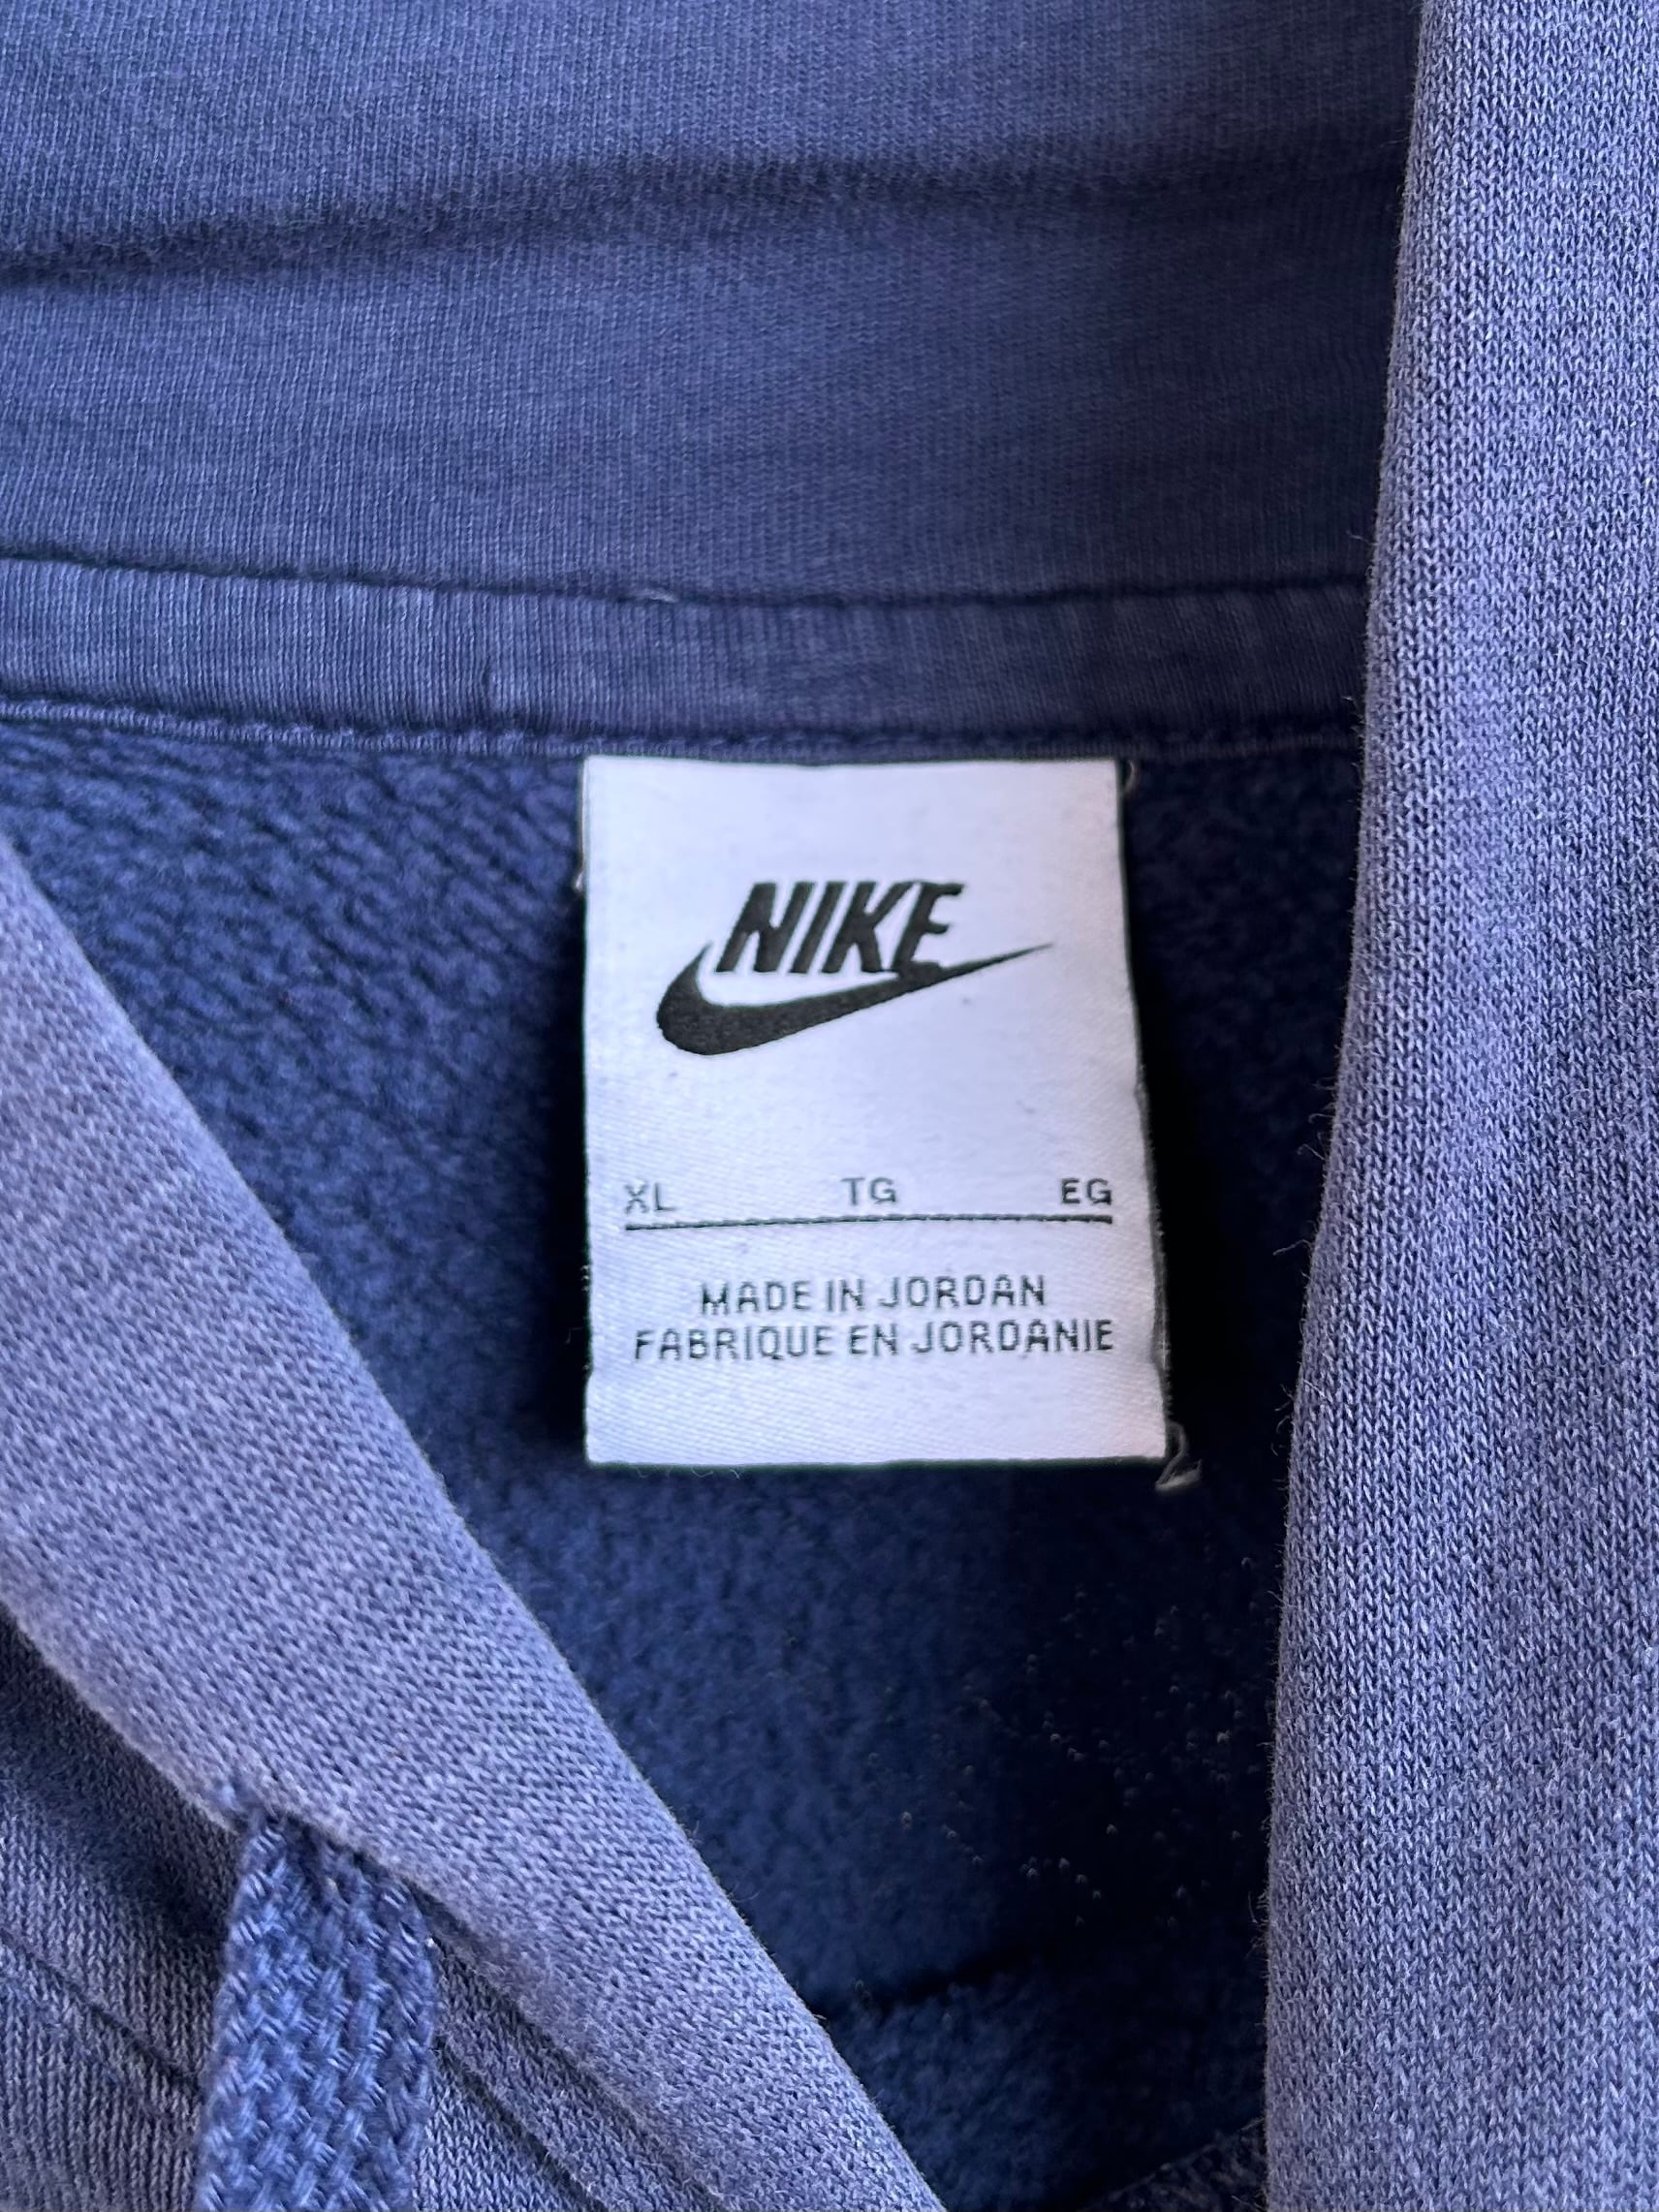 NIKE
XL TG EG
MADE IN JORDAN
FABRIQUE EN JORDANIE